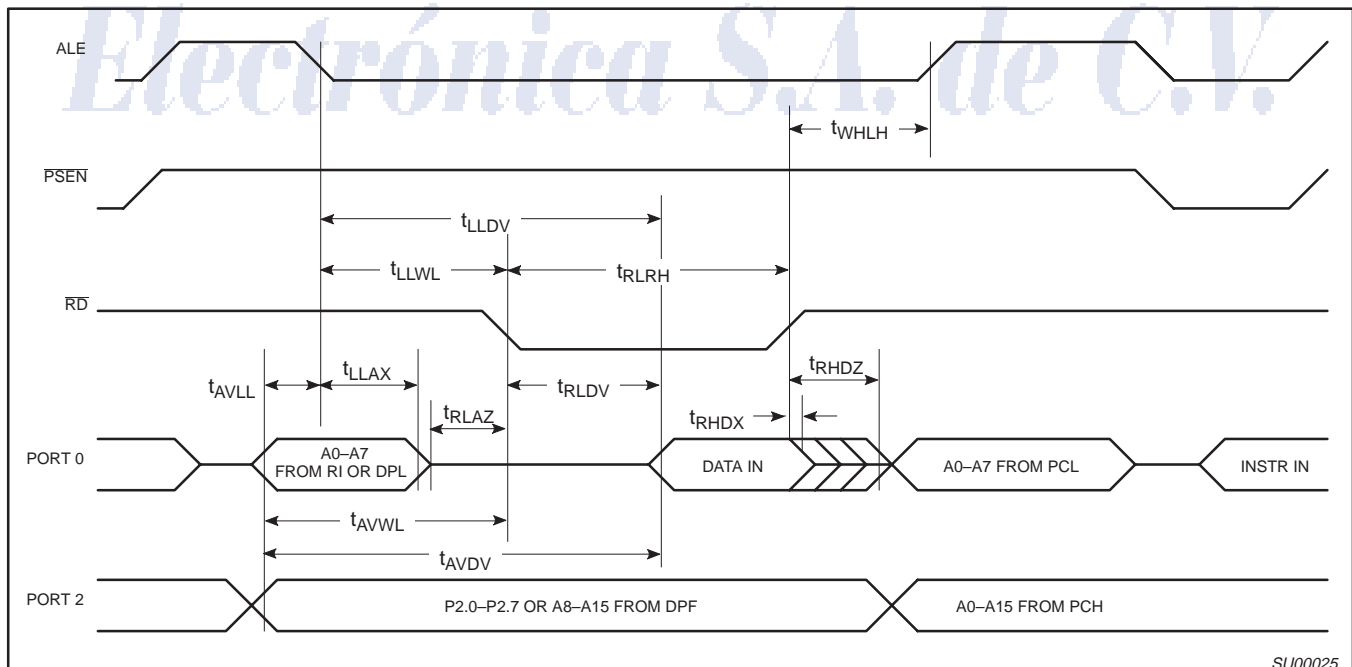 Electrónica S.A. de C.V.
ALE
tWHLH
PSEN
tLLDV
tLLWL
tRLRH
RD
tAVLL
tLLAX
tRLDV
tRHDZ
tRLAZ
tRHDX
PORT 0
A0–A7
FROM RI OR DPL
DATA IN
A0–A7 FROM PCL
INSTR IN
tAVWL
tAVDV
PORT 2
P2.0–P2.7 OR A8–A15 FROM DPF
A0–A15 FROM PCH
SU00025